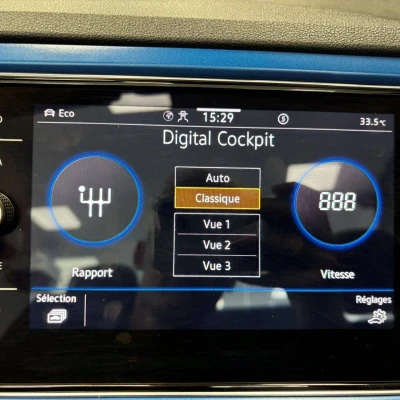 Eco
15:29
33.5°C
Digital Cockpit
Auto
Classique
Vue 1
Vue 2
Vue 3
888
Rapport
Vitesse
Sélection
Réglages